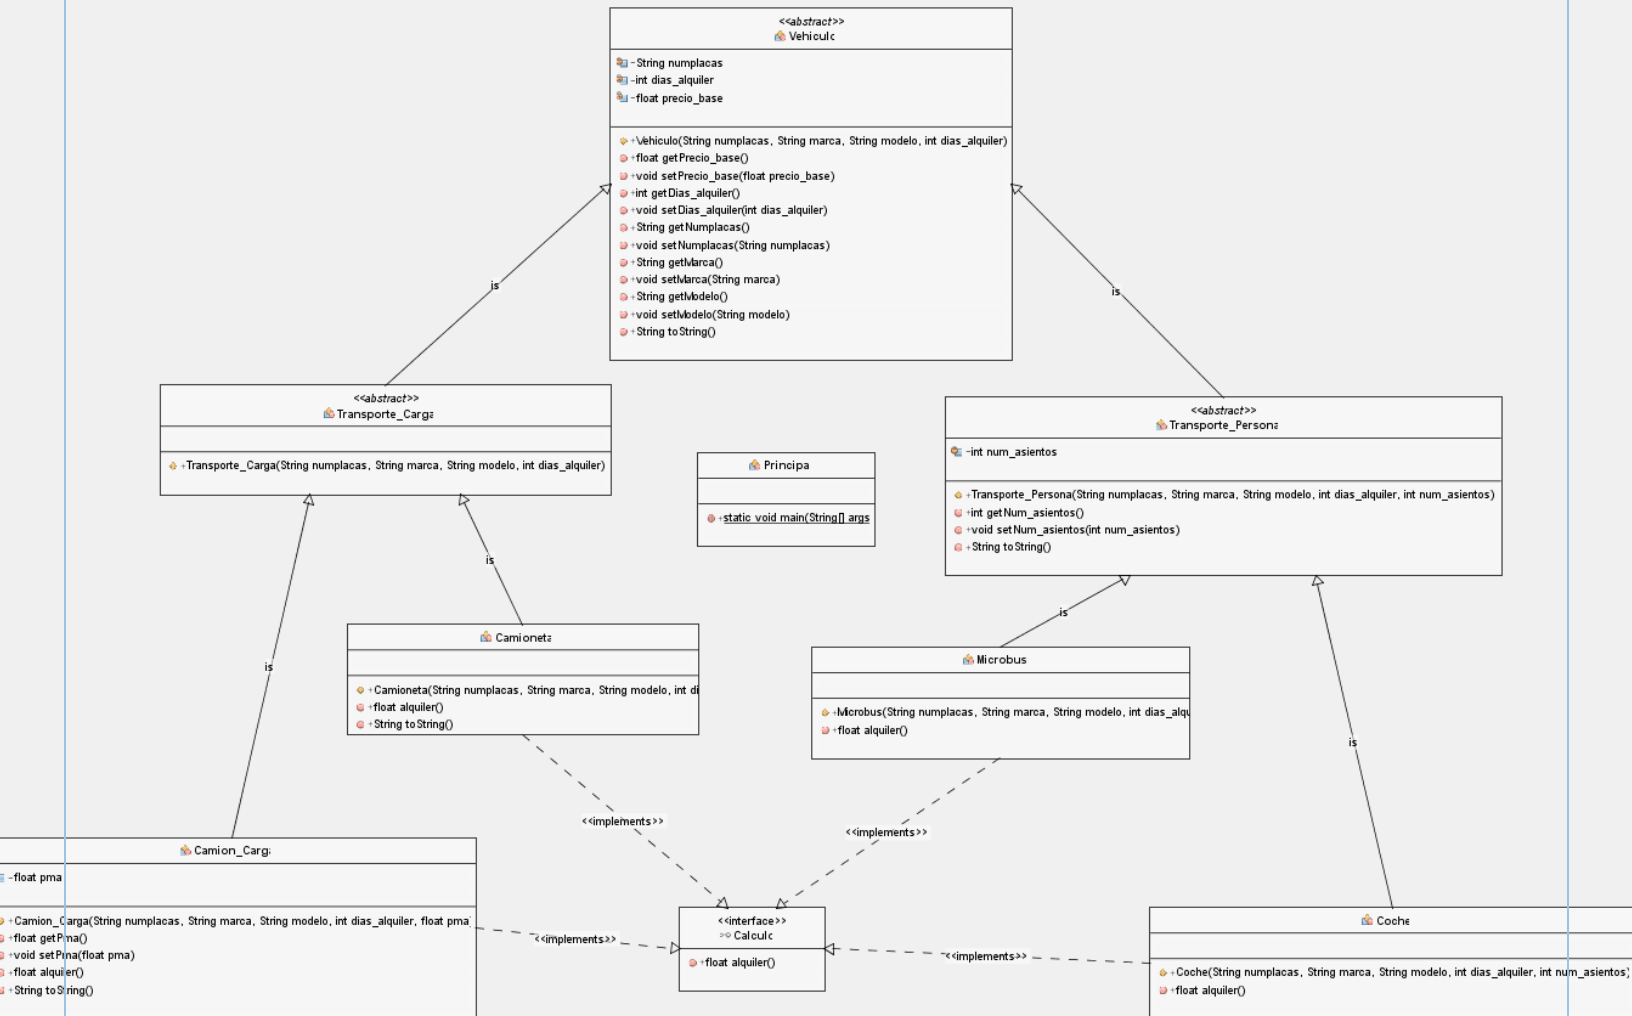 <<abstract>>
Vehiculo
-String numplacas
-int dias_alquiler
-float precio_base
+Vehiculo(String numplacas, String marca, String modelo, int dias_alquiler)
+float getPrecio_base()
+void setPrecio_base(float precio_base)
+int getDias_alquiler()
+void setDias_alquiler(int dias_alquiler)
+String getNumplacas()
+void setNumplacas(String numplacas)
+String getMarca()
+void setMarca(String marca)
+String getModelo()
+void setModelo(String modelo)
+String toString()
is
is
<<abstract>>
Transporte_Carga
+Transporte_Carga(String numplacas, String marca, String modelo, int dias_alquiler)
<<abstract>>
Transporte_Persona
-int num_asientos
+Transporte_Persona(String numplacas, String marca, String modelo, int dias_alquiler, int num_asientos)
+int getNum_asientos()
+void setNum_asientos(int num_asientos)
+String toString()
Principa
+static void main(String[] args
is
is
is
is
Camioneta
+Camioneta(String numplacas, String marca, String modelo, int di
+float alquiler()
+String toString()
Microbus
+Microbus(String numplacas, String marca, String modelo, int dias_alqu
+float alquiler()
<<implements>>
<<implements>>
Camion_Carga
-float pma
+Camion_Carga(String numplacas, String marca, String modelo, int dias_alquiler, float pma)
+float getPma()
+void setPma(float pma)
+float alquiler()
+String toString()
<<implements>>
<<interface>>
Calculo
+float alquiler()
<<implements>>
Coche
+Coche(String numplacas, String marca, String modelo, int dias_alquiler, int num_asientos)
+float alquiler()